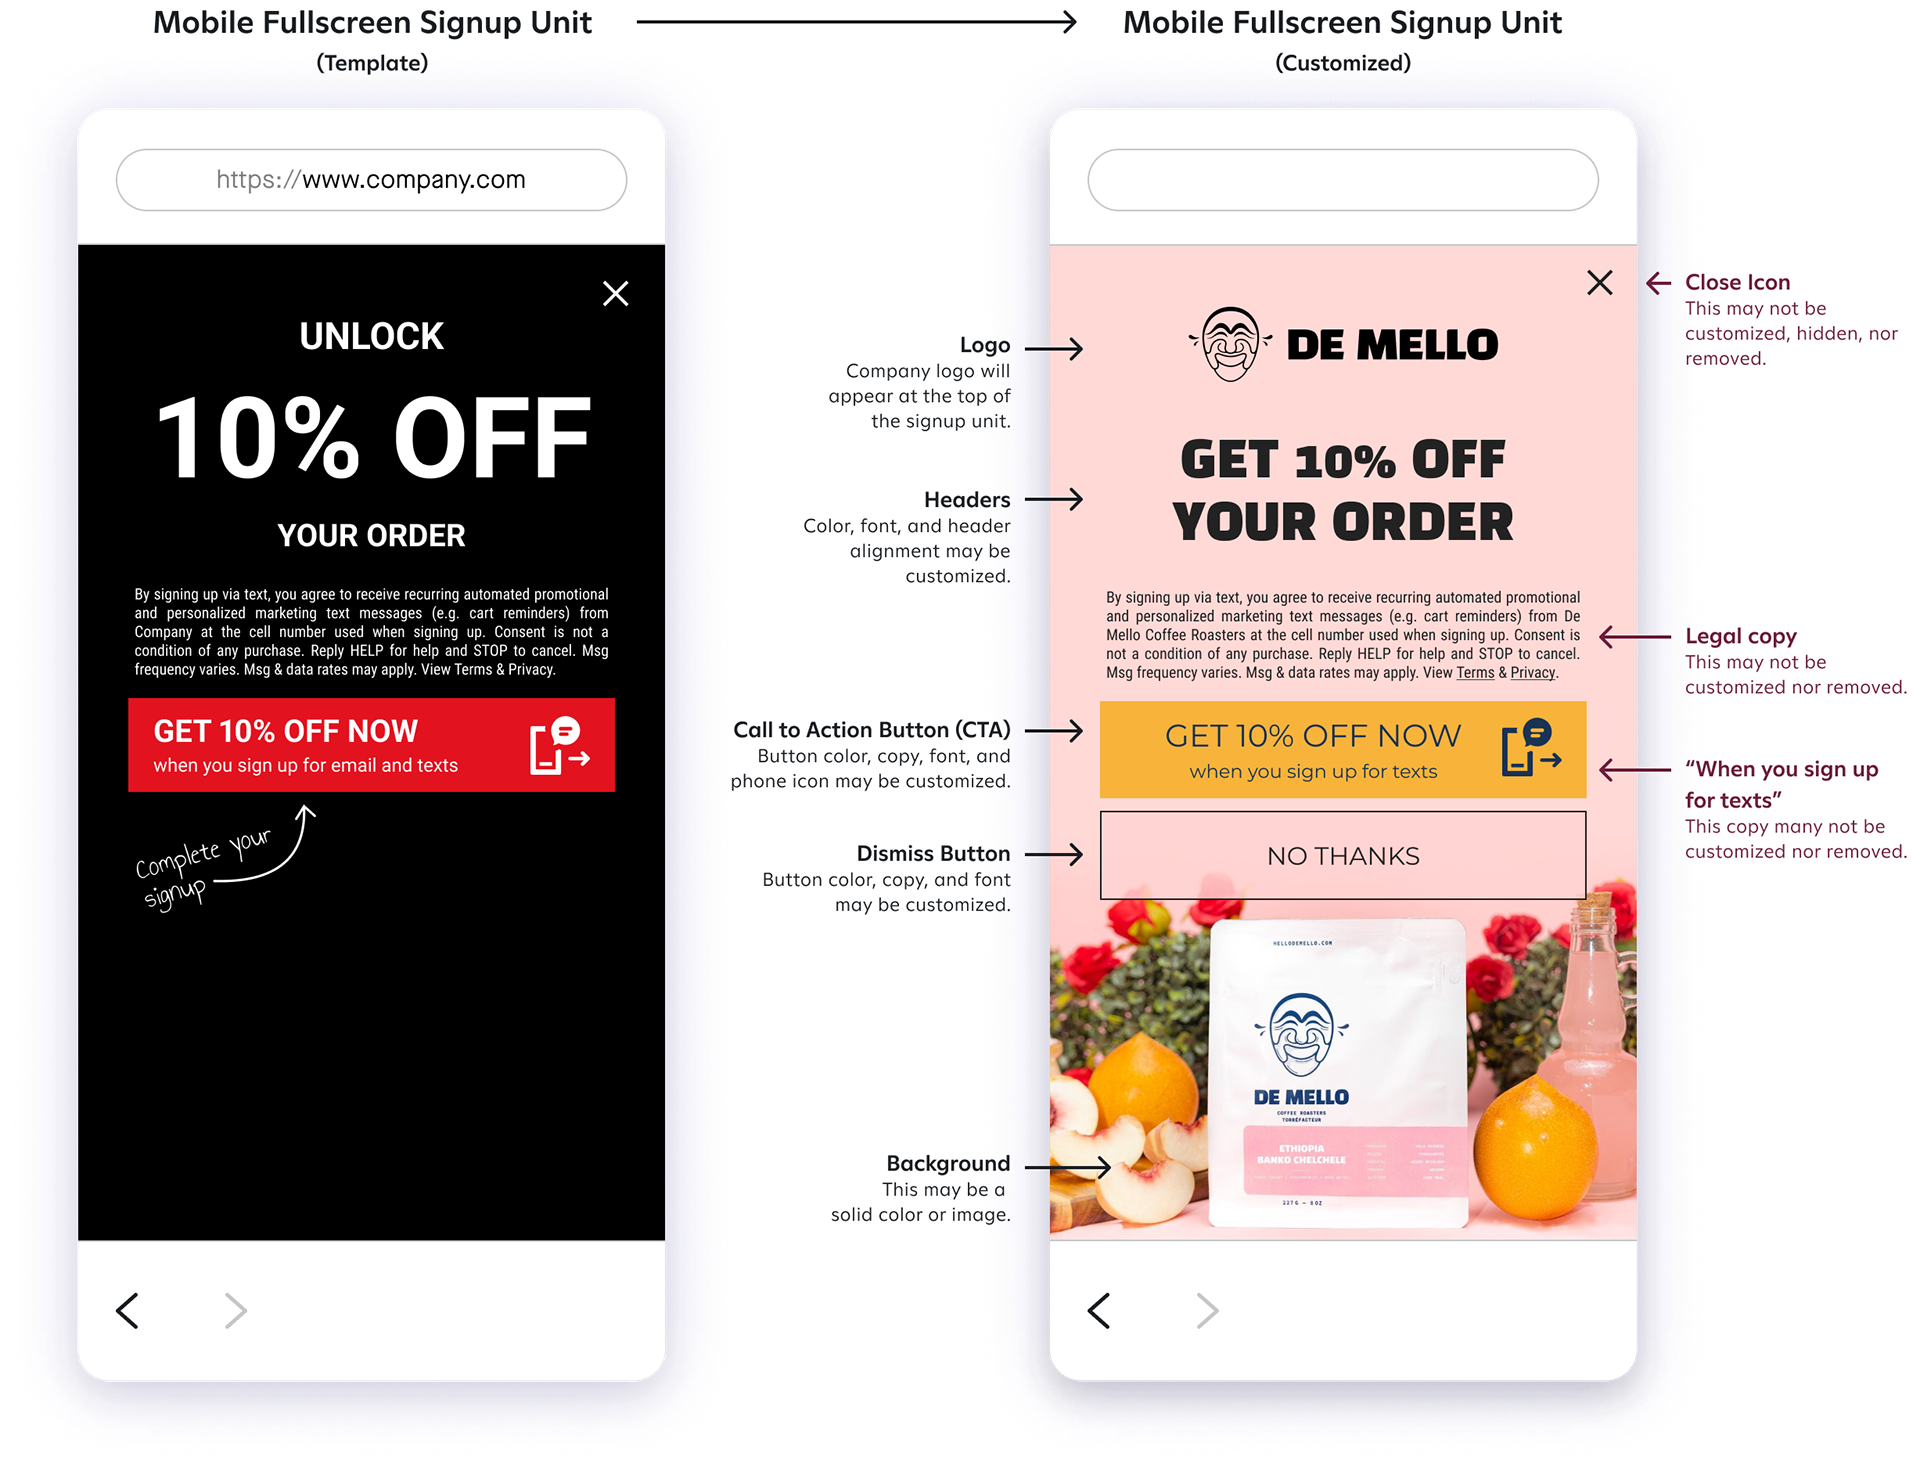 Mobile Fullscreen Signup Unit
(Template)
https://www.company.com
UNLOCK
10% OFF
YOUR ORDER
By signing up via text, you agree to receive recurring automated promotional
and personalized marketing text messages (e.g. cart reminders) from
Company at the cell number used when signing up. Consent is not a
condition of any purchase. Reply HELP for help and STOP to cancel. Msg
frequency varies. Msg & data rates may apply. View Terms & Privacy.
GET 10% OFF NOW
when you sign up for email and texts
Complete your
signup
Mobile Fullscreen Signup Unit
(Customized)
Logo
Company logo will
appear at the top of
the signup unit.
Headers
Color, font, and header
alignment may be
customized.
Call to Action Button (CTA)
Button color, copy, font, and
phone icon may be customized.
Dismiss Button
Button color, copy, and font
may be customized.
Background
This may be a
solid color or image.
DE MELLO
GET 10% OFF
YOUR ORDER
By signing up via text, you agree to receive recurring automated promotional
and personalized marketing text messages (e.g. cart reminders) from De
Mello Coffee Roasters at the cell number used when signing up. Consent is
not a condition of any purchase. Reply HELP for help and STOP to cancel.
Msg frequency varies. Msg & data rates may apply. View Terms & Privacy.
GET 10% OFF NOW
when you sign up for texts
NO THANKS
HELLODEMELLO.COM
DE MELLO
COFFEE ROASTERS
TORRÉFACTEUR
ETHIOPIA
BANKO CHELCHELE
227G – 8OZ
Close Icon
This may not be
customized, hidden, nor
removed.
Legal copy
This may not be
customized nor removed.
“When you sign up
for texts”
This copy many not be
customized nor removed.